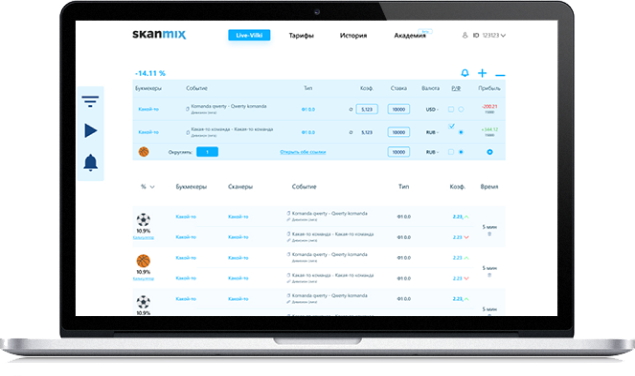 skanmix Live-Vilki Тарифы История Академия ID 123123
-14.11 %
Букмекеры Событие Тип Коэф. Ставка Валюта П/Ф Прибыль
Какой-то Komanda qwerty - Qwerty komanda Ф1 0.0 5.123 10000 USD -200.21
Какой-то Какая то команда - Какая то команда Ф1 0.0 5.123 10000 RUB
Округлять: 1 Открыть обе ссылки 10000 RUB
% Букмекеры Сканеры Событие Тип Коэф. Время
10.9% Какой-то Какой-то Komanda qwerty - Qwerty komanda Ф1 0.0 2.23 5 мин
Какой-то Какой-то Какая то команда - Какая то команда Ф1 0.0 2.23
10.9% Какой-то Какой-то Komanda qwerty - Qwerty komanda Ф1 0.0 2.23 5 мин
Какой-то Какой-то Какая то команда - Какая то команда Ф1 0.0 2.23
10.9% Какой-то Какой-то Komanda qwerty - Qwerty komanda Ф1 0.0 2.23 5 мин